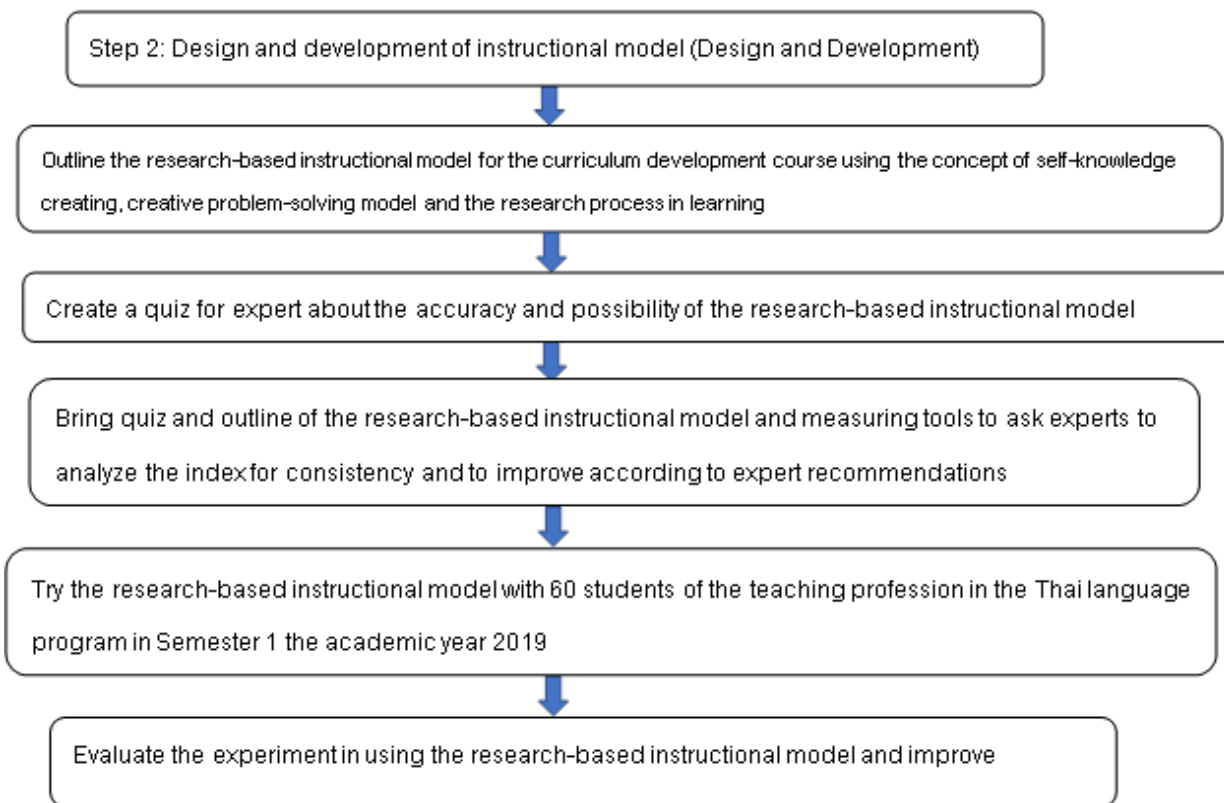 Step 2: Design and development of instructional model (Design and Development)
Outline the research-based instructional model for the curriculum development course using the concept of self-knowledge
creating, creative problem-solving model and the research process in learning
Create a quiz for expert about the accuracy and possibility of the research-based instructional model
Bring quiz and outline of the research-based instructional model and measuring tools to ask experts to
analyze the index for consistency and to improve according to expert recommendations
Try the research-based instructional model with 60 students of the teaching profession in the Thai language
program in Semester 1 the academic year 2019
Evaluate the experiment in using the research-based instructional model and improve